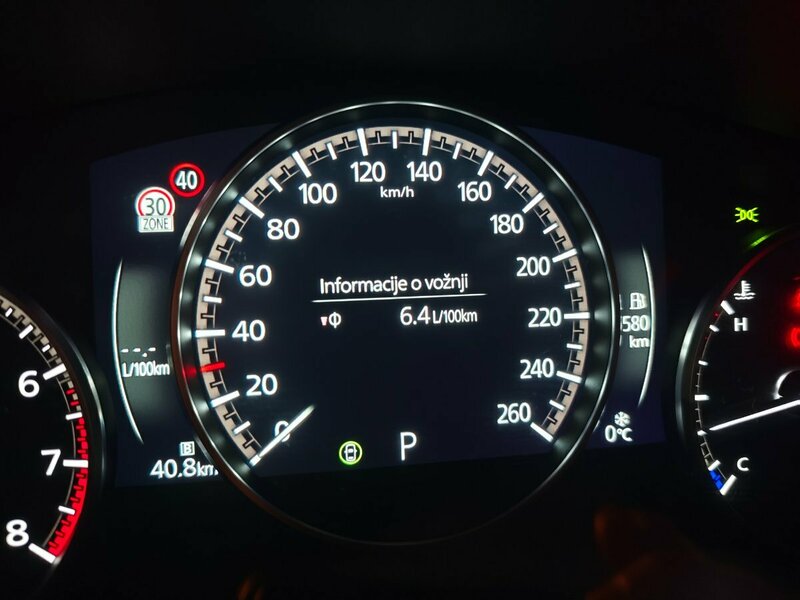 40
30
ZONE
120
140
100
km/h
160
80
180
60
200
Informacije o vožnji
Φ 6.4 L/100km
220
580
km
40
H
-.-
L/100km
240
20
6
260
0
0°C
P
7
B
40.8km
C
8